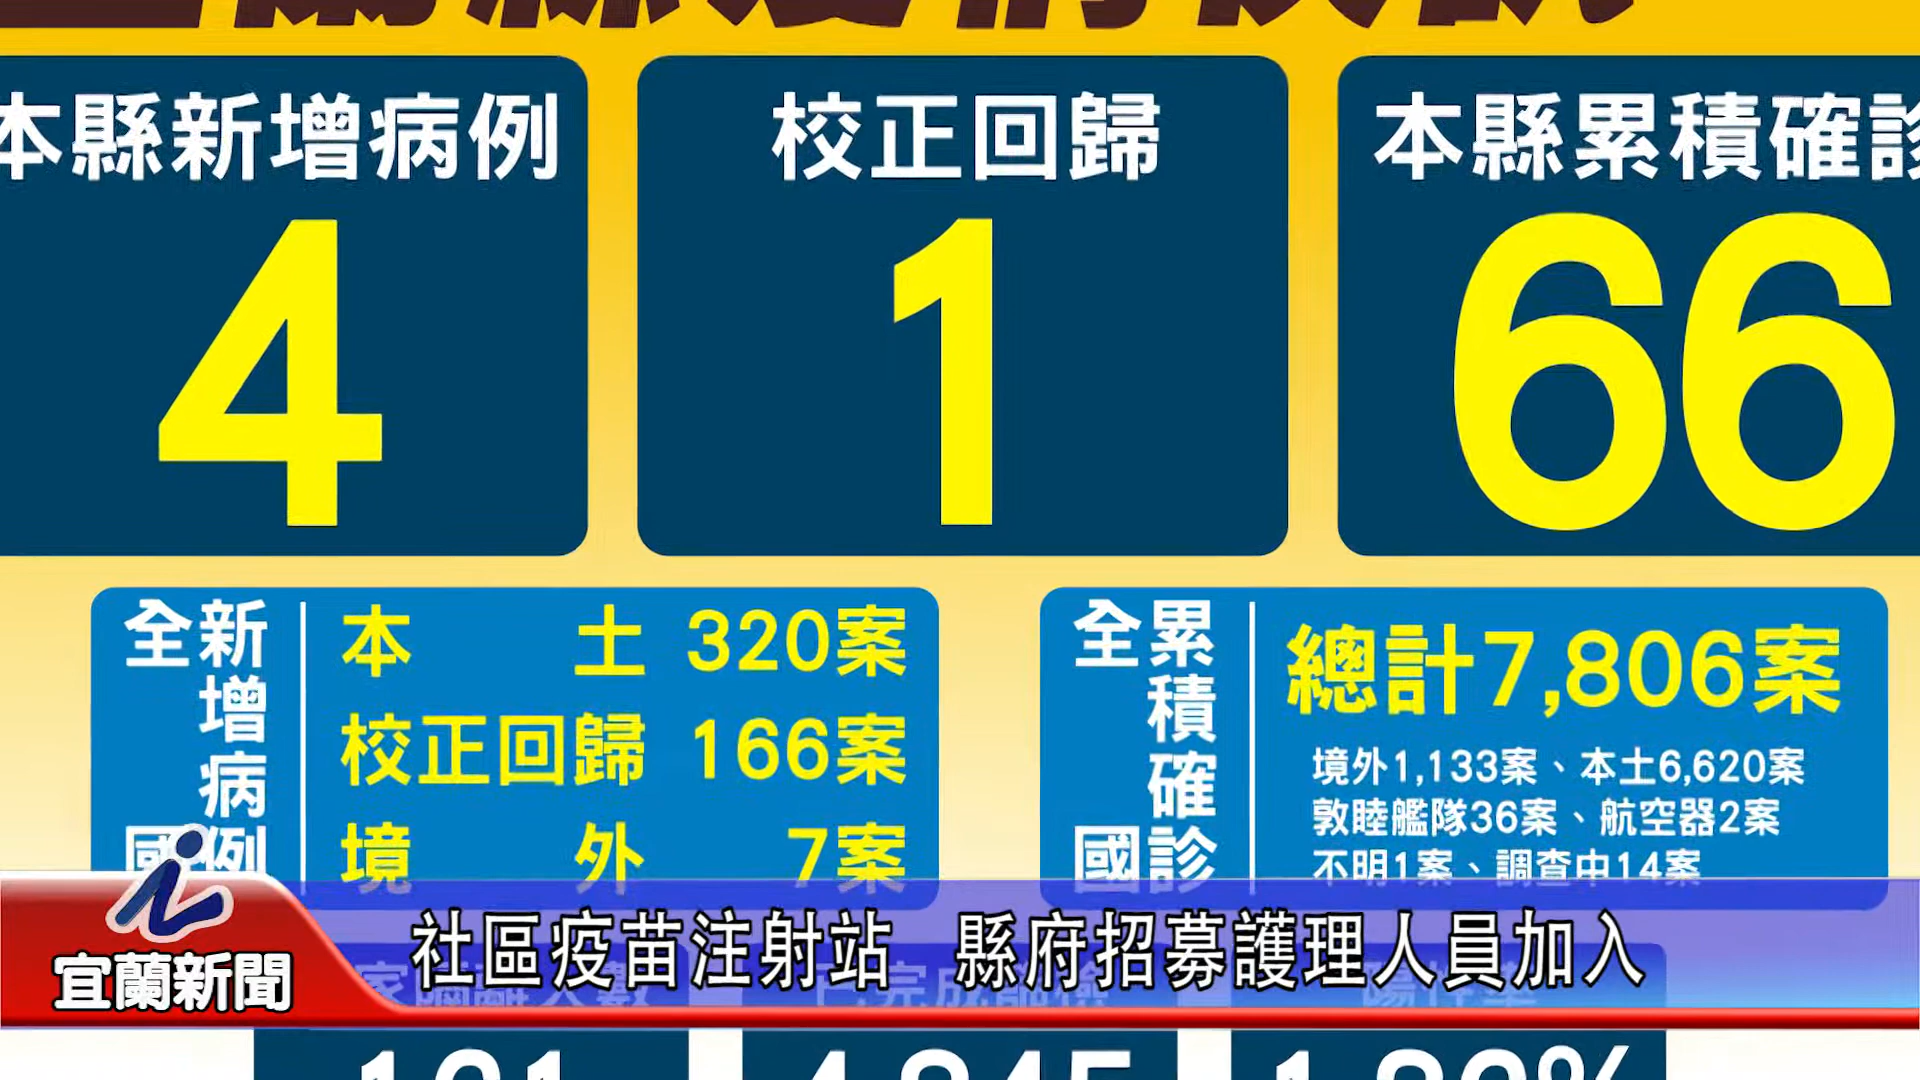 本縣新增病例
校正回歸
本縣累積確診
4
1
66
全國新增病例
本土 320案
校正回歸 166案
境外 7案
全國累積確診
總計7,806案
境外1,133案、本土6,620案
敦睦艦隊36案、航空器2案
不明1案、調查中14案
宜蘭新聞
社區疫苗注射站 縣府招募護理人員加入